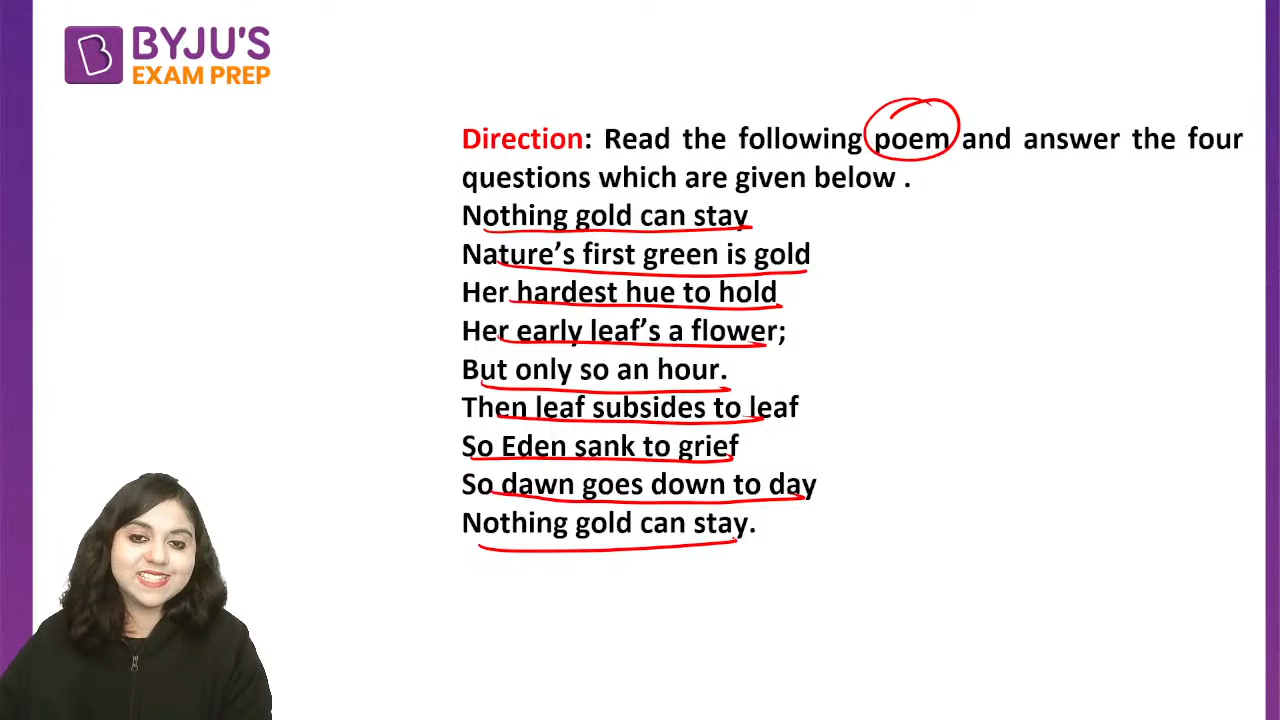 BYJU'S
EXAM PREP
Direction: Read the following poem and answer the four
questions which are given below .
Nothing gold can stay
Nature’s first green is gold
Her hardest hue to hold
Her early leaf’s a flower;
But only so an hour.
Then leaf subsides to leaf
So Eden sank to grief
So dawn goes down to day
Nothing gold can stay.